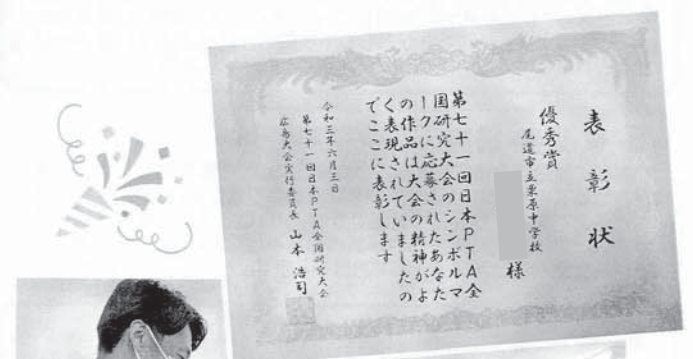 表彰状
優秀賞
尾道市立栗原中学校
様
第七十一回日本PTA全
国研究大会のシンボルマ
ークに応募されたあなた
の作品は大会の精神がよ
く表現されていましたの
でここに表彰します
令和三年六月三日
第七十一回日本PTA全国研究大会
広島大会実行委員長 山本浩司